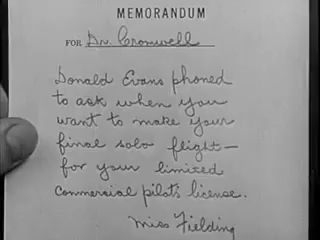 MEMORANDUM
FOR Dr. Cromwell
Donald Evans phoned
to ask when you
want to make your
final solo flight—
for your limited
commercial pilot's license.
Miss Fielding